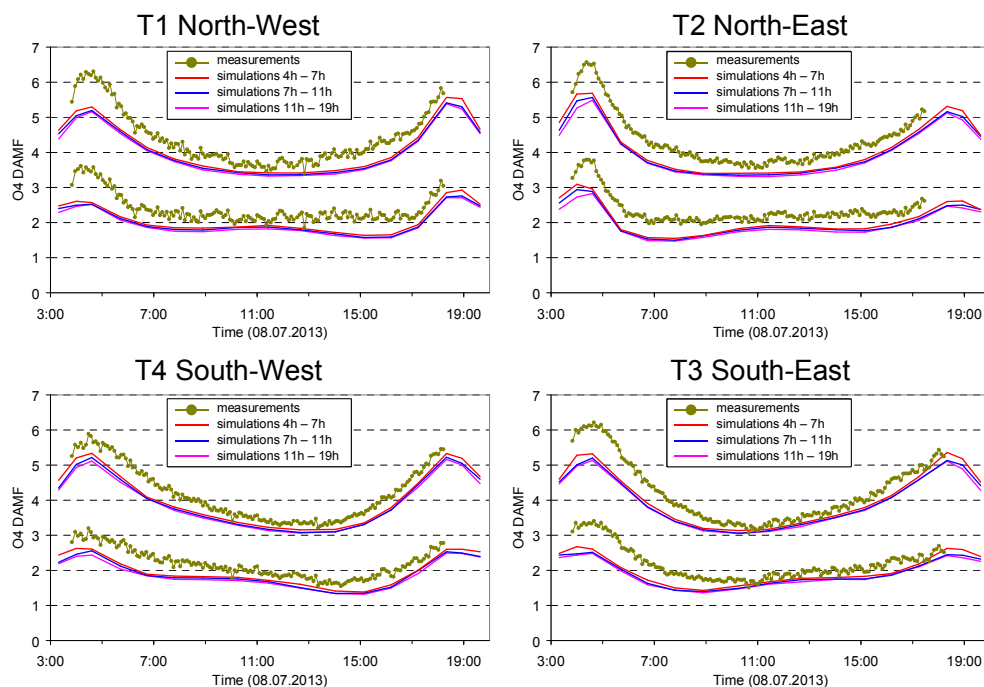 T1 North-West
T2 North-East
7
6
5
4
3
2
1
0
O4 DAMF
measurements
simulations 4h – 7h
simulations 7h – 11h
simulations 11h – 19h
3:00 7:00 11:00 15:00 19:00
Time (08.07.2013)
7
6
5
4
3
2
1
0
O4 DAMF
measurements
simulations 4h – 7h
simulations 7h – 11h
simulations 11h – 19h
3:00 7:00 11:00 15:00 19:00
Time (08.07.2013)
T4 South-West
T3 South-East
7
6
5
4
3
2
1
0
O4 DAMF
measurements
simulations 4h – 7h
simulations 7h – 11h
simulations 11h – 19h
3:00 7:00 11:00 15:00 19:00
Time (08.07.2013)
7
6
5
4
3
2
1
0
O4 DAMF
measurements
simulations 4h – 7h
simulations 7h – 11h
simulations 11h – 19h
3:00 7:00 11:00 15:00 19:00
Time (08.07.2013)